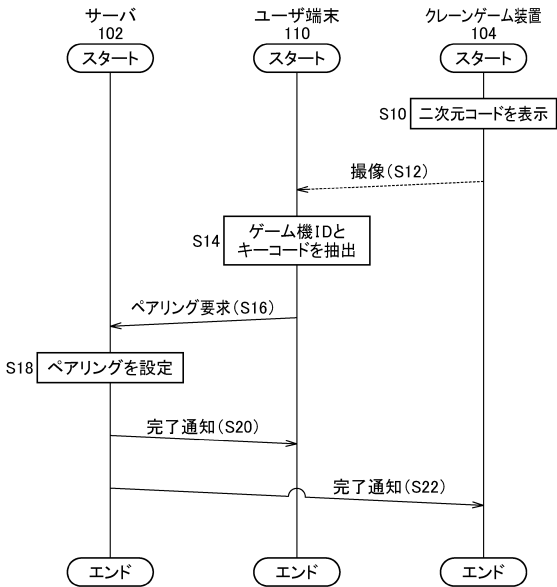 サーバ
102
ユーザ端末
110
クレーンゲーム装置
104
スタート
スタート
スタート
S10
二次元コードを表示
撮像(S12)
S14
ゲーム機IDと
キーコードを抽出
ペアリング要求(S16)
S18
ペアリングを設定
完了通知(S20)
完了通知(S22)
エンド
エンド
エンド